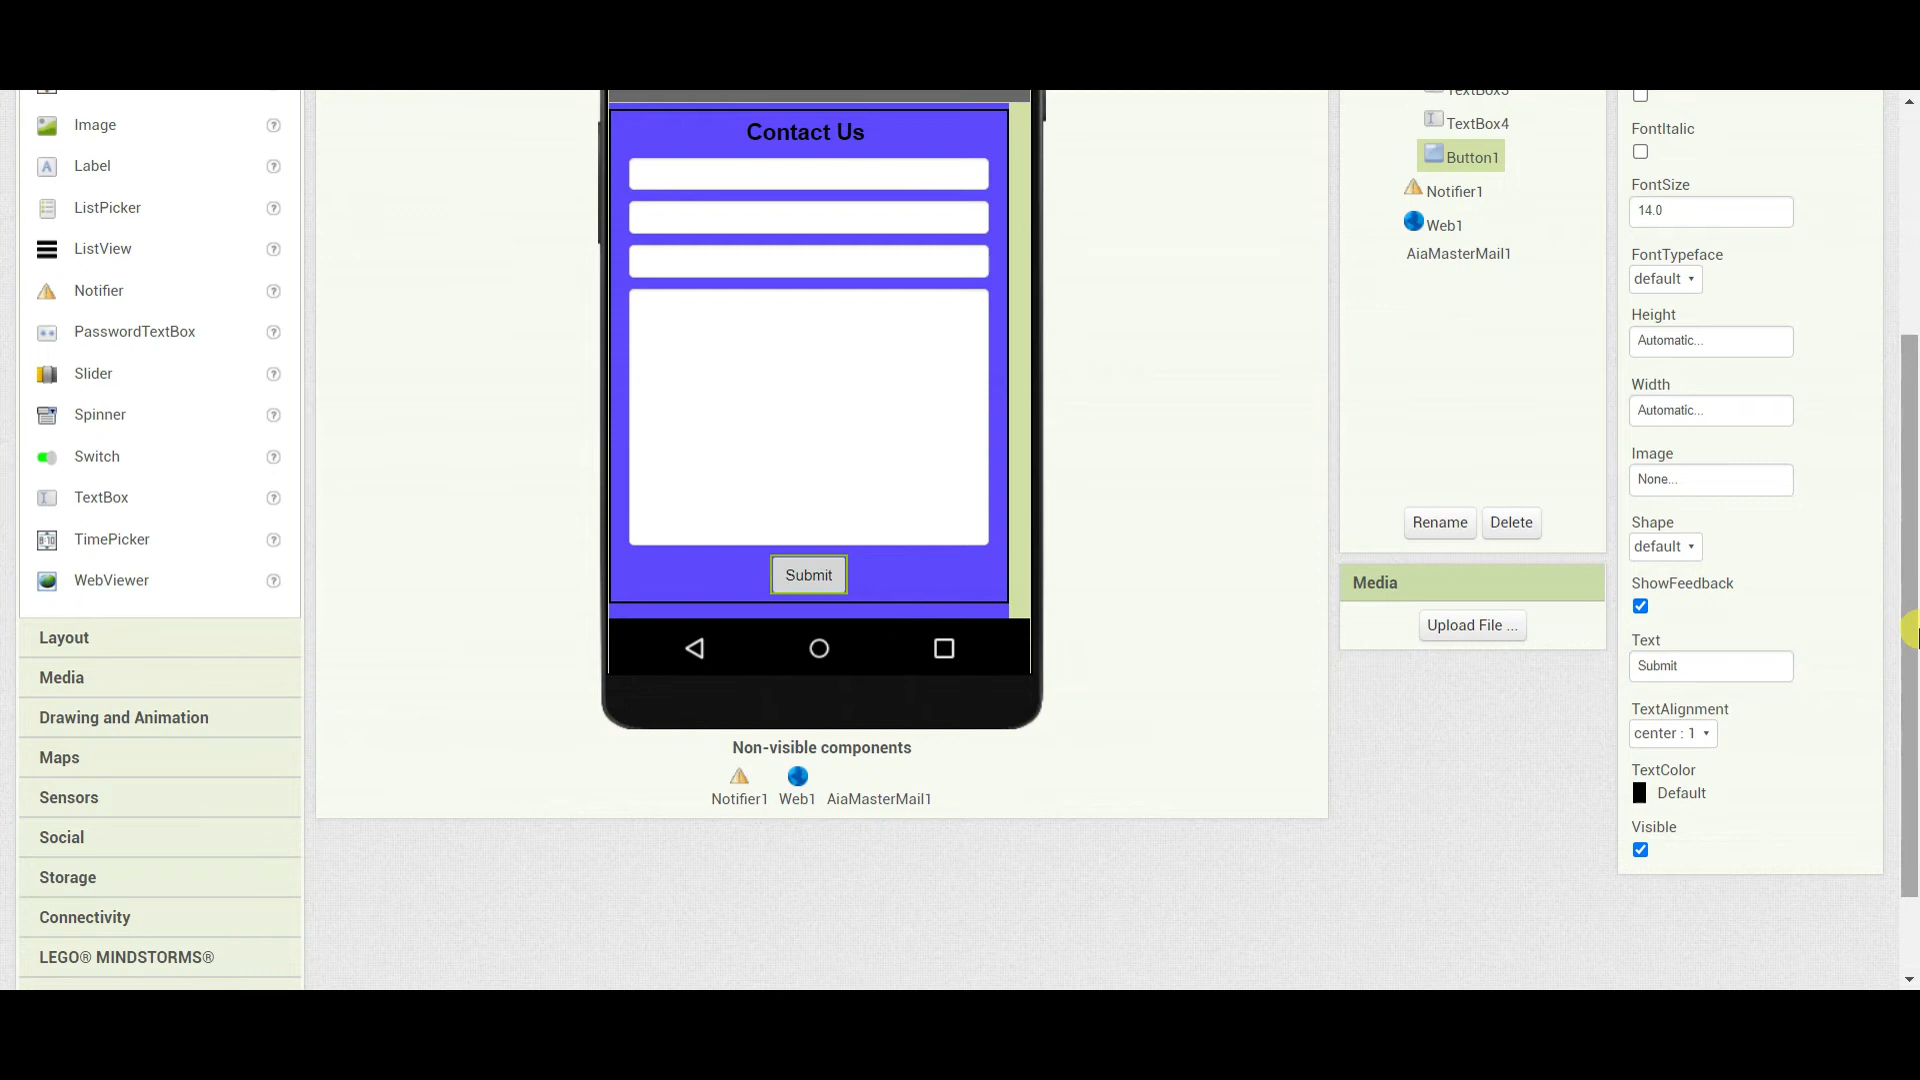 Image
Label
ListPicker
ListView
Notifier
PasswordTextBox
Slider
Spinner
Switch
TextBox
TimePicker
WebViewer
Layout
Media
Drawing and Animation
Maps
Sensors
Social
Storage
Connectivity
LEGO® MINDSTORMS®
Contact Us
Submit
Non-visible components
Notifier1 Web1 AiaMasterMail1
TextBox4
Button1
Notifier1
Web1
AiaMasterMail1
Rename Delete
Media
Upload File ...
FontItalic
FontSize
14.0
FontTypeface
default
Height
Automatic...
Width
Automatic...
Image
None...
Shape
default
ShowFeedback
Text
Submit
TextAlignment
center : 1
TextColor
Default
Visible